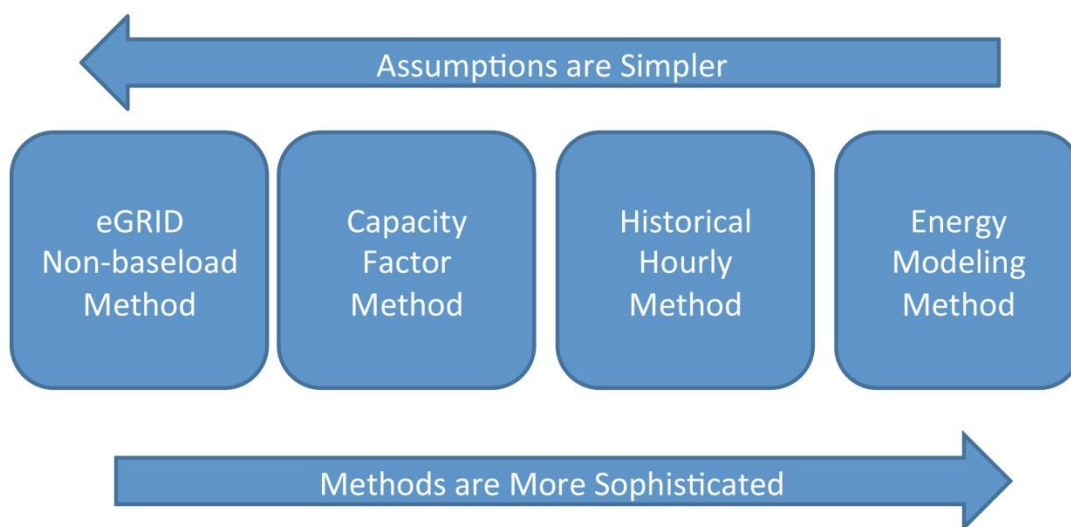 Assumptions are Simpler
eGRID
Non-baseload
Method
Capacity
Factor
Method
Historical
Hourly
Method
Energy
Modeling
Method
Methods are More Sophisticated